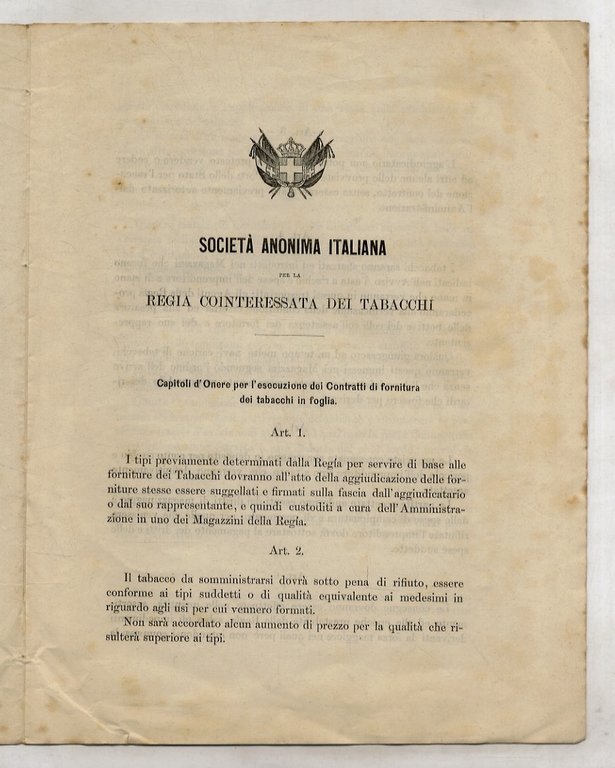 SOCIETÀ ANONIMA ITALIANA
PER LA
REGIA COINTERESSATA DEI TABACCHI
Capitoli d'Onere per l'esecuzione dei Contratti di fornitura
dei tabacchi in foglia.
Art. 1.
I tipi previamente determinati dalla Regìa per servire di base alle
forniture dei Tabacchi dovranno all'atto della aggiudicazione delle for-
niture stesse essere suggellati e firmati sulla fascia dall'aggiudicatario
o dal suo rappresentante, e quindi custoditi a cura dell'Amministra-
zione in uno dei Magazzini della Regìa.
Art. 2.
Il tabacco da somministrarsi dovrà sotto pena di rifiuto, essere
conforme ai tipi suddetti o di qualità equivalente ai medesimi in
riguardo agli usi per cui vennero formati.
Non sarà accordato alcun aumento di prezzo per la qualità che ri-
sulterà superiore ai tipi.